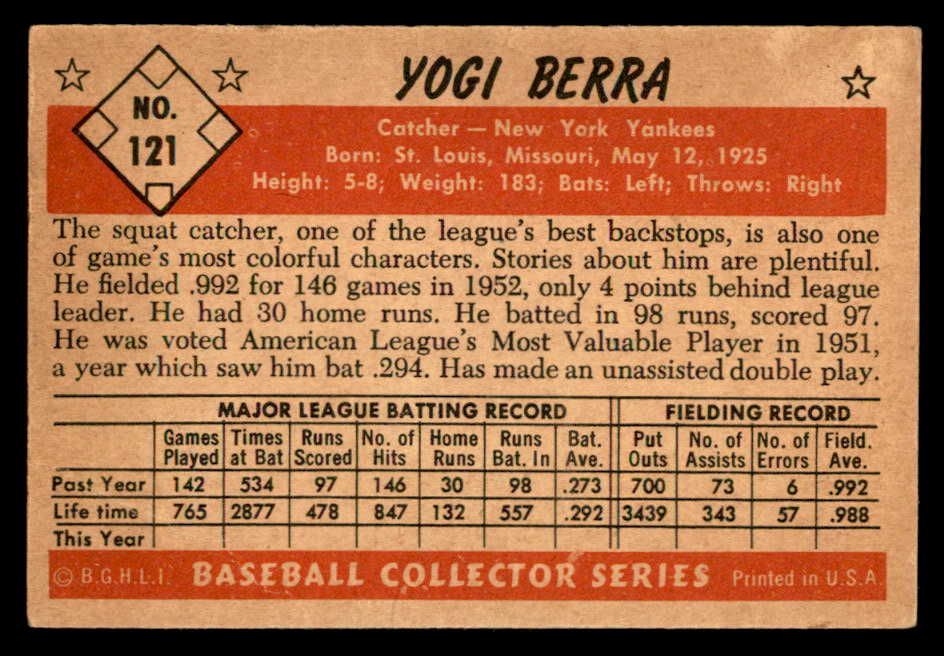 YOGI BERRA
NO.
121
Catcher — New York Yankees
Born: St. Louis, Missouri, May 12, 1925
Height: 5-8; Weight: 183; Bats: Left; Throws: Right
The squat catcher, one of the league's best backstops, is also one
of game's most colorful characters. Stories about him are plentiful.
He fielded .992 for 146 games in 1952, only 4 points behind league
leader. He had 30 home runs. He batted in 98 runs, scored 97.
He was voted American League's Most Valuable Player in 1951,
a year which saw him bat .294. Has made an unassisted double play.
MAJOR LEAGUE BATTING RECORD FIELDING RECORD
Games Times Runs No. of Home Runs Bat. Put No. of No. of Field.
Played at Bat Scored Hits Runs Bat. In Ave. Outs Assists Errors Ave.
Past Year 142 534 97 146 30 98 .273 700 73 6 .992
Life time 765 2877 478 847 132 557 .292 3439 343 57 .988
This Year
© B.G.H.L.I. BASEBALL COLLECTOR SERIES Printed in U.S.A.